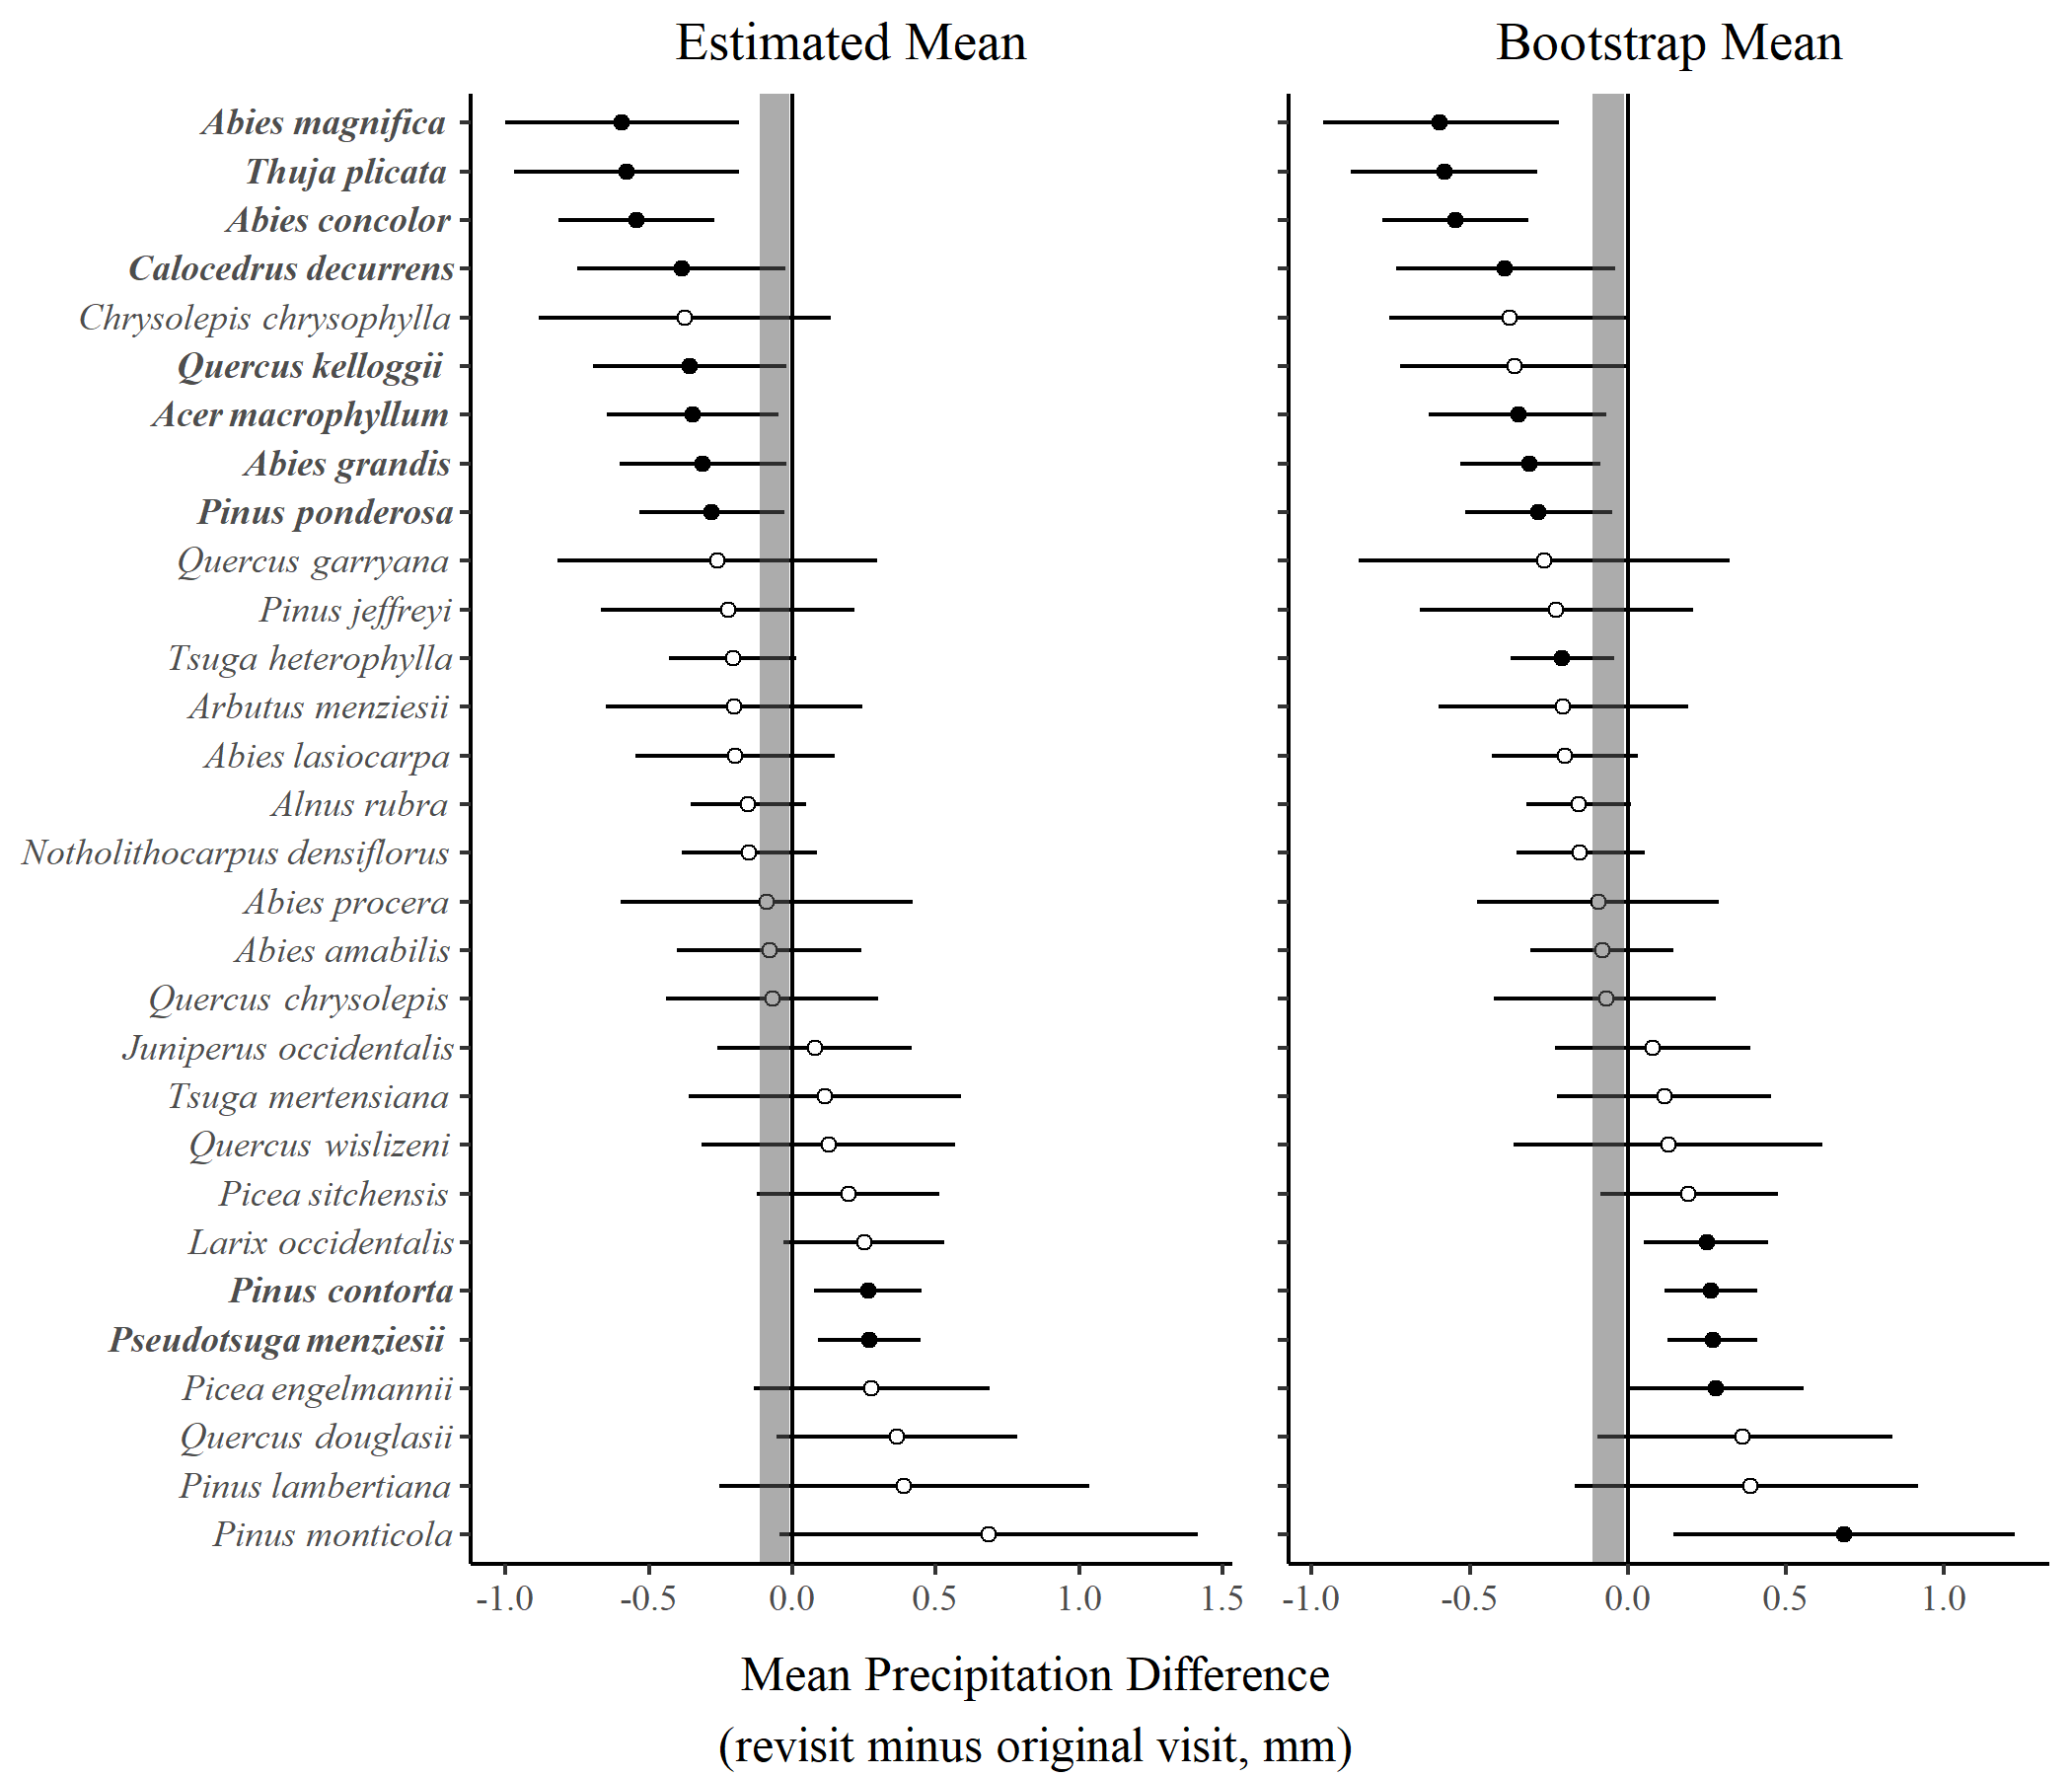 Estimated Mean
Bootstrap Mean
Abies magnifica
Thuja plicata
Abies concolor
Calocedrus decurrens
Chrysolepis chrysophylla
Quercus kelloggii
Acer macrophyllum
Abies grandis
Pinus ponderosa
Quercus garryana
Pinus jeffreyi
Tsuga heterophylla
Arbutus menziesii
Abies lasiocarpa
Alnus rubra
Notholithocarpus densiflorus
Abies procera
Abies amabilis
Quercus chrysolepis
Juniperus occidentalis
Tsuga mertensiana
Quercus wislizeni
Picea sitchensis
Larix occidentalis
Pinus contorta
Pseudotsuga menziesii
Picea engelmannii
Quercus douglasii
Pinus lambertiana
Pinus monticola
-1.0 -0.5 0.0 0.5 1.0 1.5
-1.0 -0.5 0.0 0.5 1.0
Mean Precipitation Difference
(revisit minus original visit, mm)